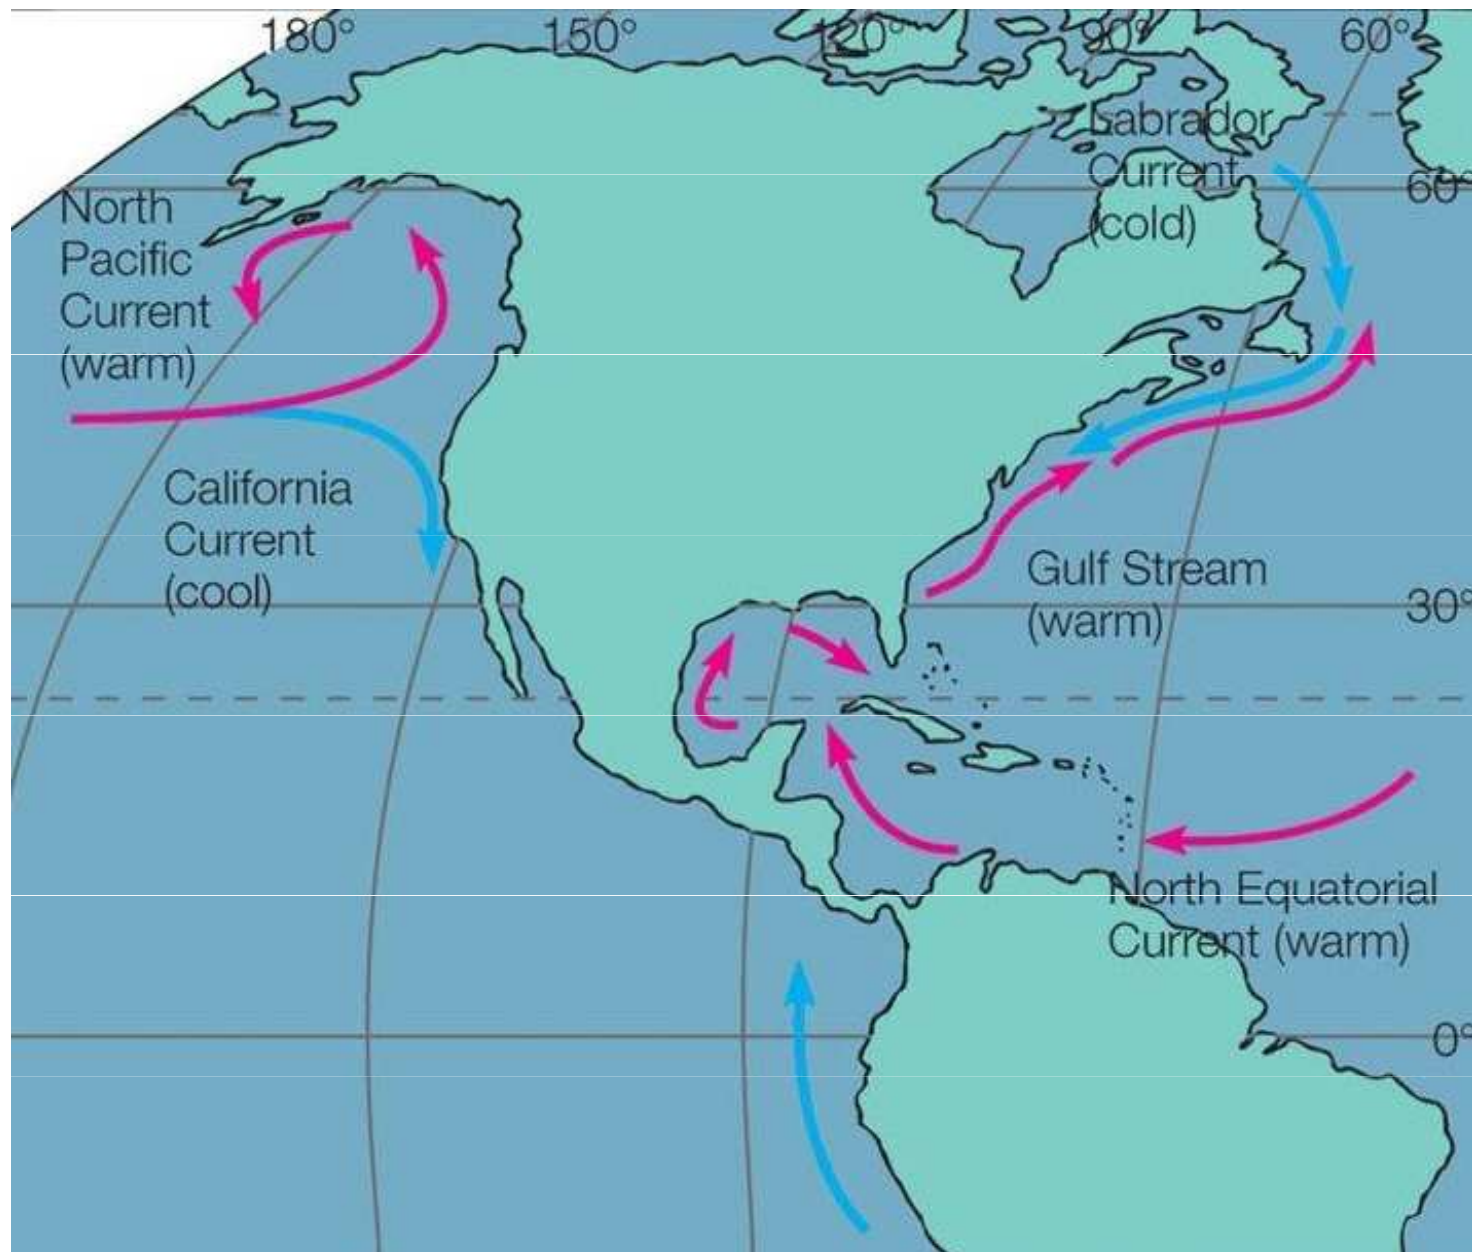 180°
150°
120°
90°
60°
Labrador
Current
(cold)
60°
North
Pacific
Current
(warm)
California
Current
(cool)
Gulf Stream
(warm)
30°
North Equatorial
Current (warm)
0°